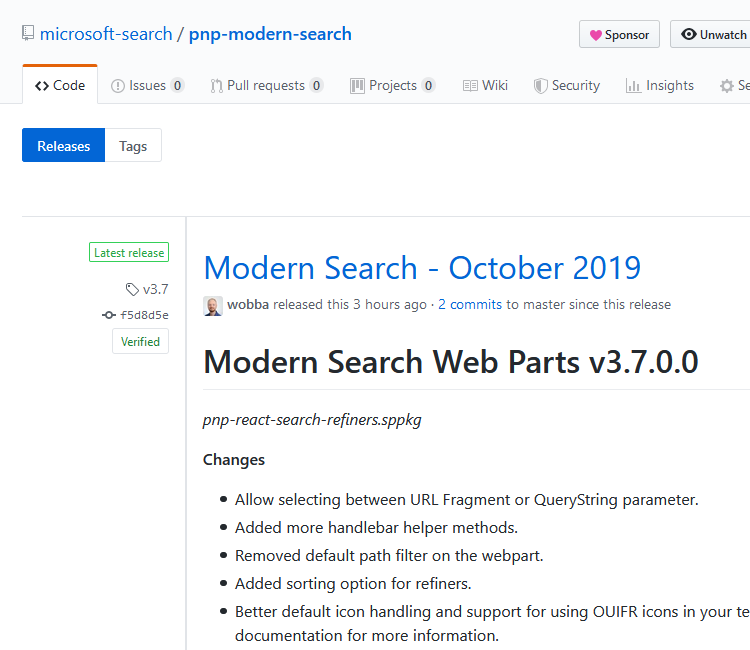 microsoft-search / pnp-modern-search
Sponsor
Unwatch
Code
Issues 0
Pull requests 0
Projects 0
Wiki
Security
Insights
Se
Releases
Tags
Latest release
v3.7
f5d8d5e
Verified
Modern Search - October 2019
wobba released this 3 hours ago · 2 commits to master since this release
Modern Search Web Parts v3.7.0.0
pnp-react-search-refiners.sppkg
Changes
Allow selecting between URL Fragment or QueryString parameter.
Added more handlebar helper methods.
Removed default path filter on the webpart.
Added sorting option for refiners.
Better default icon handling and support for using OUIFR icons in your te
documentation for more information.